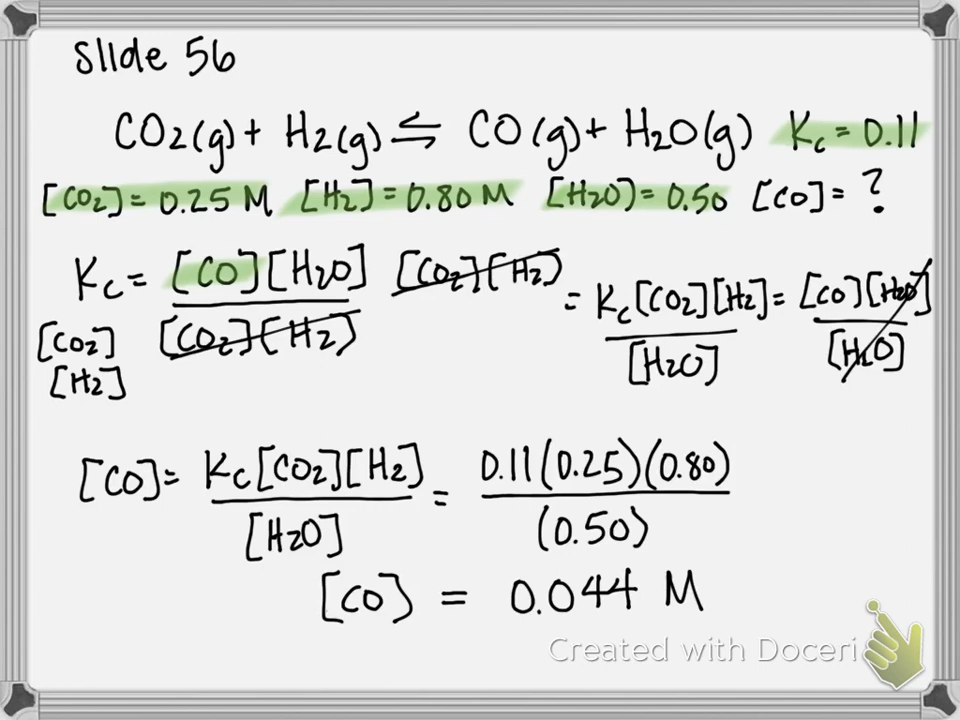 Slide 56
CO2(g) + H2(g) ⇌ CO(g) + H2O(g) Kc = 0.11
[CO2] = 0.25 M [H2] = 0.80 M [H2O] = 0.50 [CO] = ?
Kc = [CO][H2O] [CO2][H2]
[CO2] [CO2][H2]
[H2]
= Kc[CO2][H2] = [CO][H2O]
[H2O] [H2O]
[CO] = Kc[CO2][H2] = 0.11(0.25)(0.80)
[H2O] (0.50)
[CO] = 0.044 M
Created with Doceri